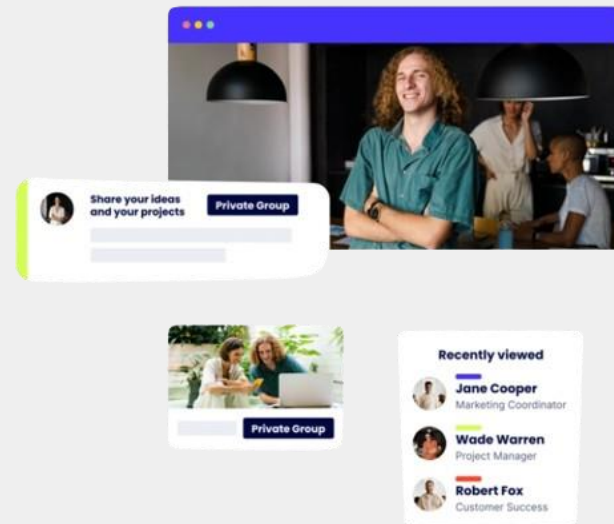 Share your ideas
and your projects
Private Group
Private Group
Recently viewed
Jane Cooper
Marketing Coordinator
Wade Warren
Project Manager
Robert Fox
Customer Success